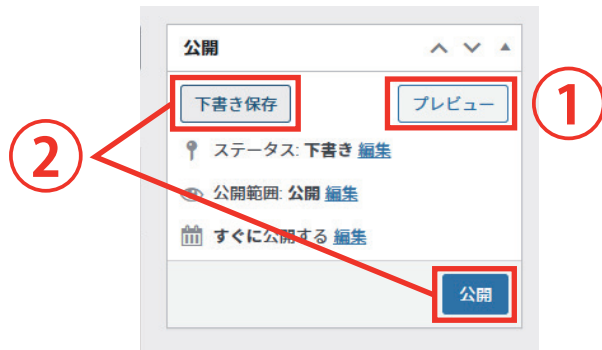 公開
下書き保存 プレビュー ①
②
ステータス: 下書き 編集
公開範囲: 公開 編集
すぐに公開する 編集
公開